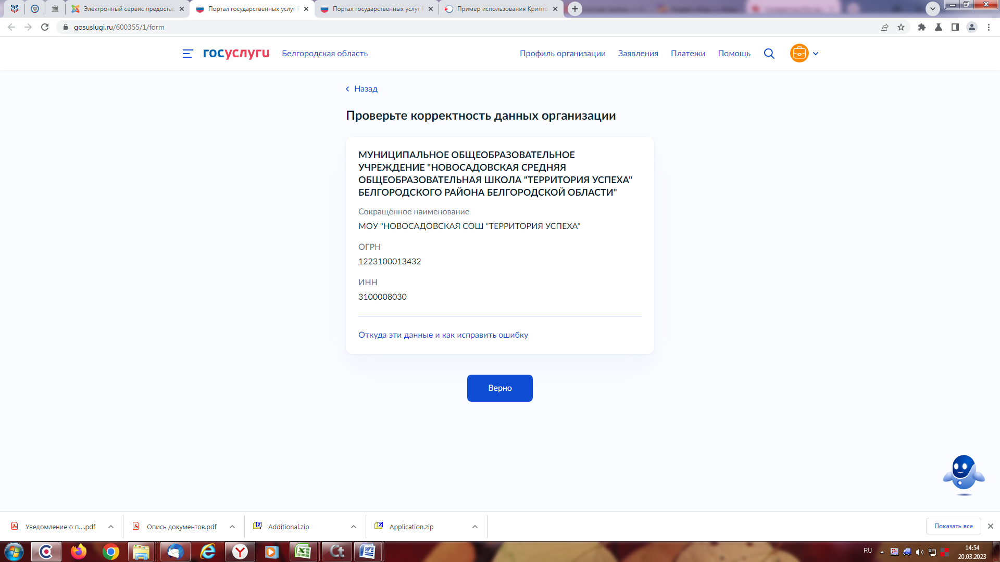 Электронный сервис предостав
Портал государственных услуг Р
Портал государственных услуг Р
Пример использования Крипто
gosuslugi.ru/600355/1/form
госуслуги
Белгородская область
Профиль организации
Заявления
Платежи
Помощь
Назад
Проверьте корректность данных организации
МУНИЦИПАЛЬНОЕ ОБЩЕОБРАЗОВАТЕЛЬНОЕ
УЧРЕЖДЕНИЕ "НОВОСАДОВСКАЯ СРЕДНЯЯ
ОБЩЕОБРАЗОВАТЕЛЬНАЯ ШКОЛА "ТЕРРИТОРИЯ УСПЕХА"
БЕЛГОРОДСКОГО РАЙОНА БЕЛГОРОДСКОЙ ОБЛАСТИ"
Сокращённое наименование
МОУ "НОВОСАДОВСКАЯ СОШ "ТЕРРИТОРИЯ УСПЕХА"
ОГРН
1223100013432
ИНН
3100008030
Откуда эти данные и как исправить ошибку
Верно
Уведомление о п....pdf
Опись документов.pdf
Additional.zip
Application.zip
Показать все
RU
14:54
20.03.2023